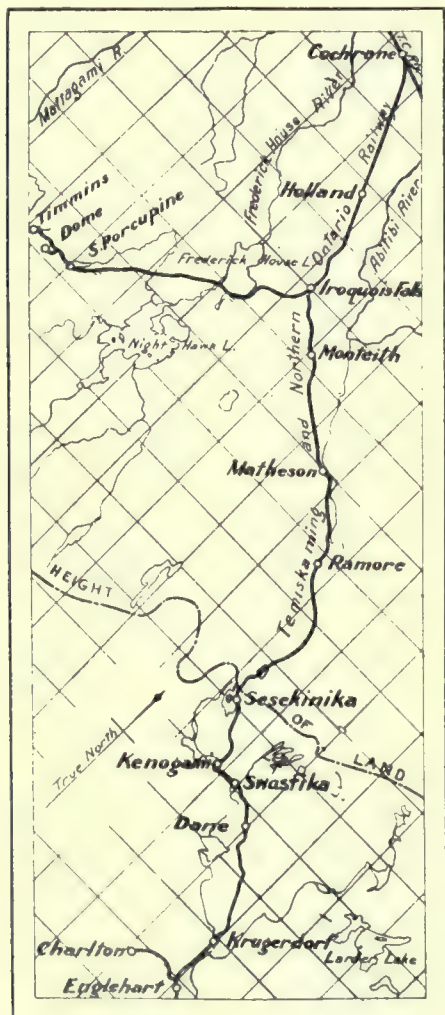 T.C.Ry.
Cochrane
Mattagami R.
Frederick House River
Holland
Timmins
Dome
S. Porcupine
Abitibi River
Frederick House L.
Iroquois Falls
Night Hawk L.
Monteith
Matheson
Temiskaming and Northern Ontario Railway
Ramore
HEIGHT OF LAND
Sesekinika
True North
Kenogami
Swastika
Dane
Krugerdorf
Charlton
Larder Lake
Englehart